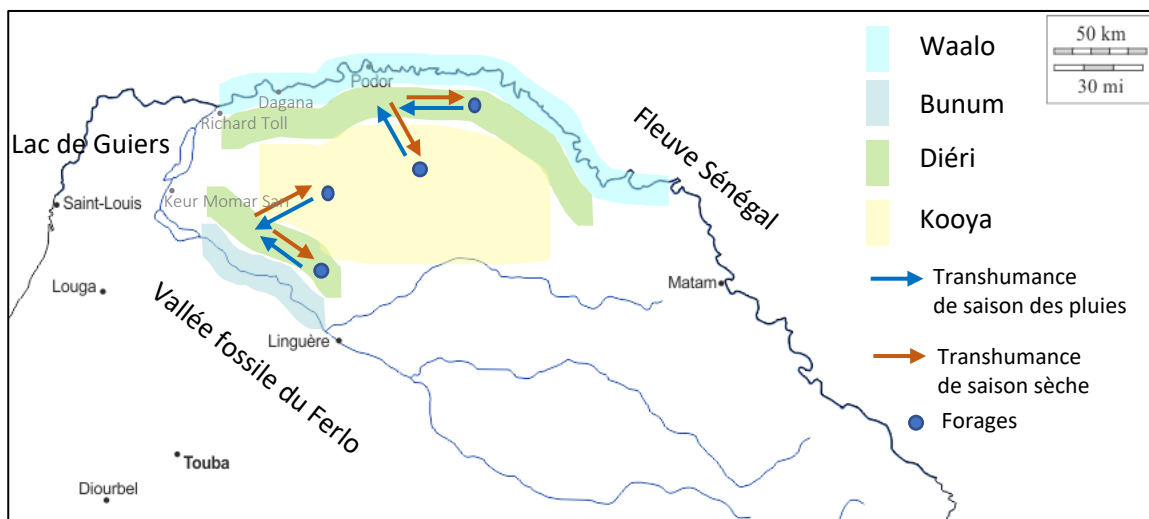 Podor
Dagana
Richard Toll
Lac de Guiers
Keur Momar Sarr
Saint-Louis
Louga
Fleuve Sénégal
Matam
Linguère
Vallée fossile du Ferlo
Touba
Diourbel
50 km
30 mi
Waalo
Bunum
Diéri
Kooya
Transhumance
de saison des pluies
Transhumance
de saison sèche
Forages